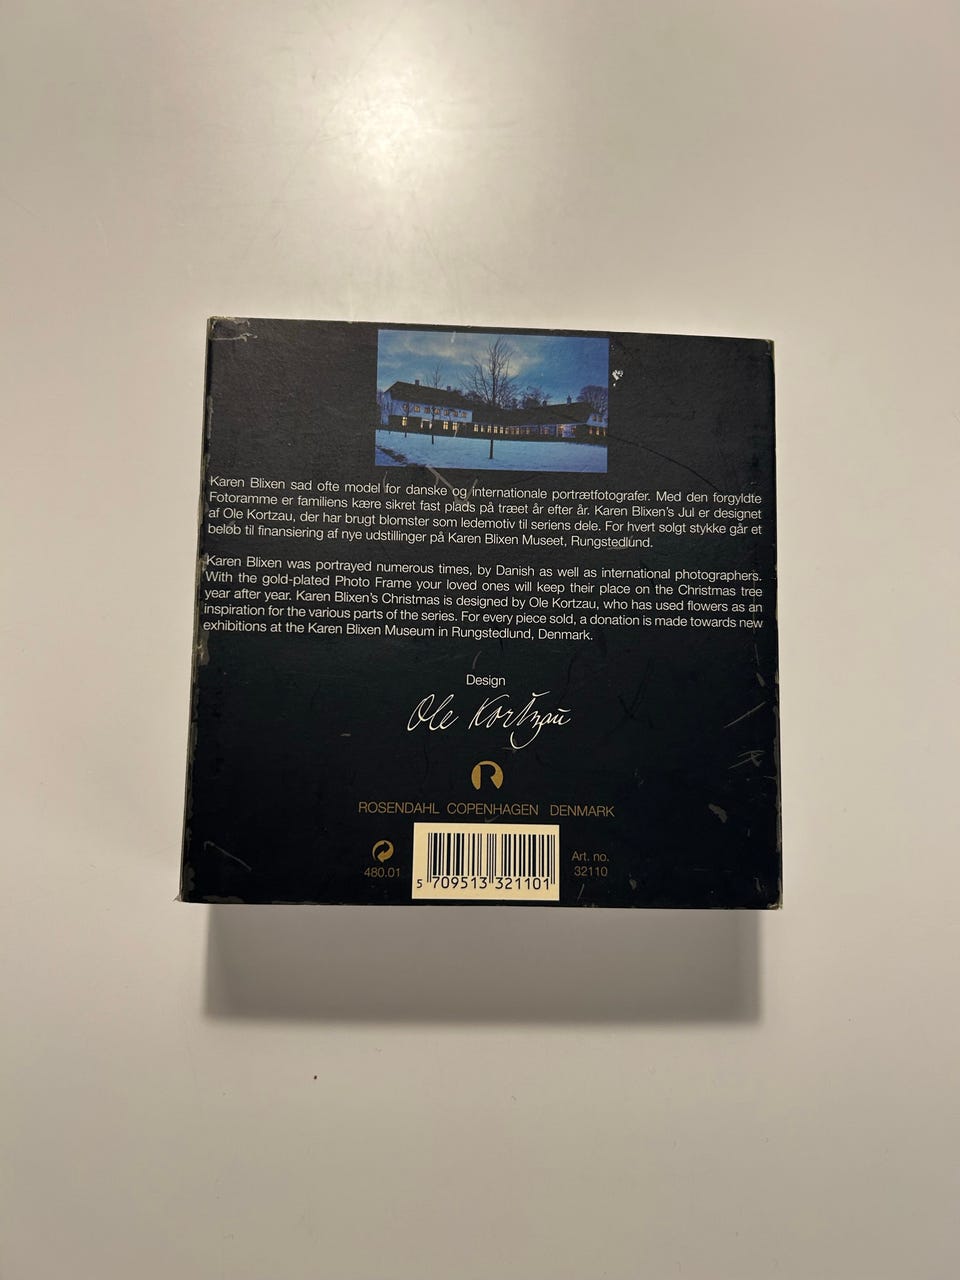 Karen Blixen sad ofte model for danske og internationale portrætfotografer. Med den forgyldte
Fotoramme er familiens kære sikret fast plads på træet år efter år. Karen Blixen's Jul er designet
af Ole Kortzau, der har brugt blomster som ledemotiv til seriens dele. For hvert solgt stykke går et
beløb til finansiering af nye udstillinger på Karen Blixen Museet, Rungstedlund.
Karen Blixen was portrayed numerous times, by Danish as well as international photographers.
With the gold-plated Photo Frame your loved ones will keep their place on the Christmas tree
year after year. Karen Blixen's Christmas is designed by Ole Kortzau, who has used flowers as an
inspiration for the various parts of the series. For every piece sold, a donation is made towards new
exhibitions at the Karen Blixen Museum in Rungstedlund, Denmark.
Design
Ole Kortzau
R
ROSENDAHL COPENHAGEN DENMARK
480.01
5 709513 321101
Art. no.
32110